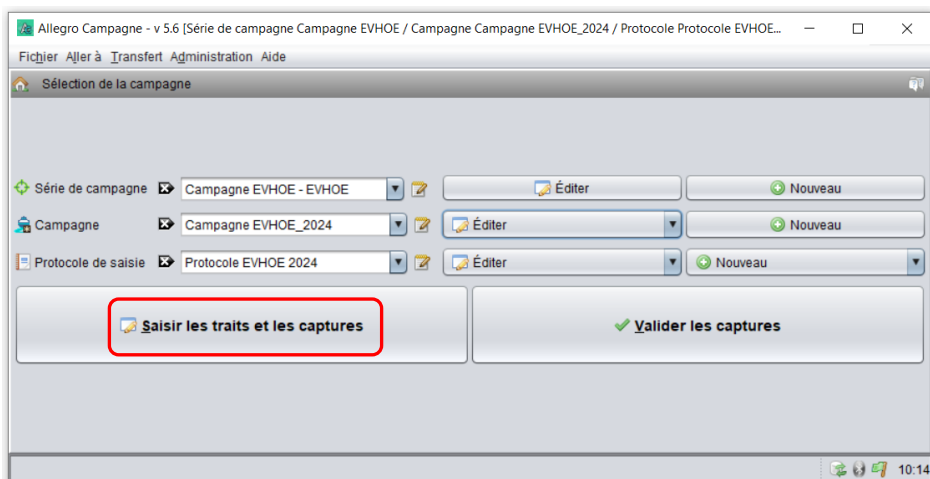 Allegro Campagne - v 5.6 [Série de campagne Campagne EVHOE / Campagne Campagne EVHOE_2024 / Protocole Protocole EVHOE...
Fichier Aller à Transfert Administration Aide
Sélection de la campagne
Série de campagne Campagne EVHOE - EVHOE Éditer Nouveau
Campagne Campagne EVHOE_2024 Éditer Nouveau
Protocole de saisie Protocole EVHOE 2024 Éditer Nouveau
Saisir les traits et les captures Valider les captures
10:14